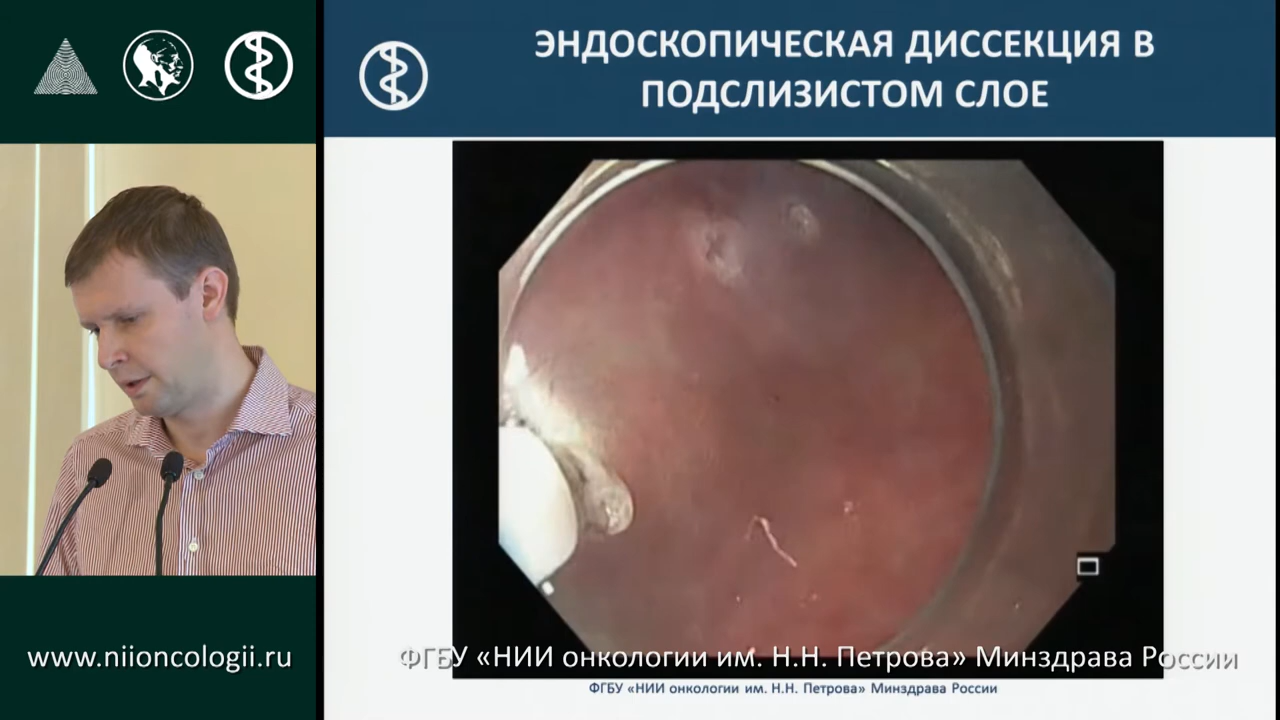 ЭНДОСКОПИЧЕСКАЯ ДИССЕКЦИЯ В
ПОДСЛИЗИСТОМ СЛОЕ
www.niioncologii.ru
ФГБУ «НИИ онкологии им. Н.Н. Петрова» Минздрава России
ФГБУ «НИИ онкологии им. Н.Н. Петрова» Минздрава России